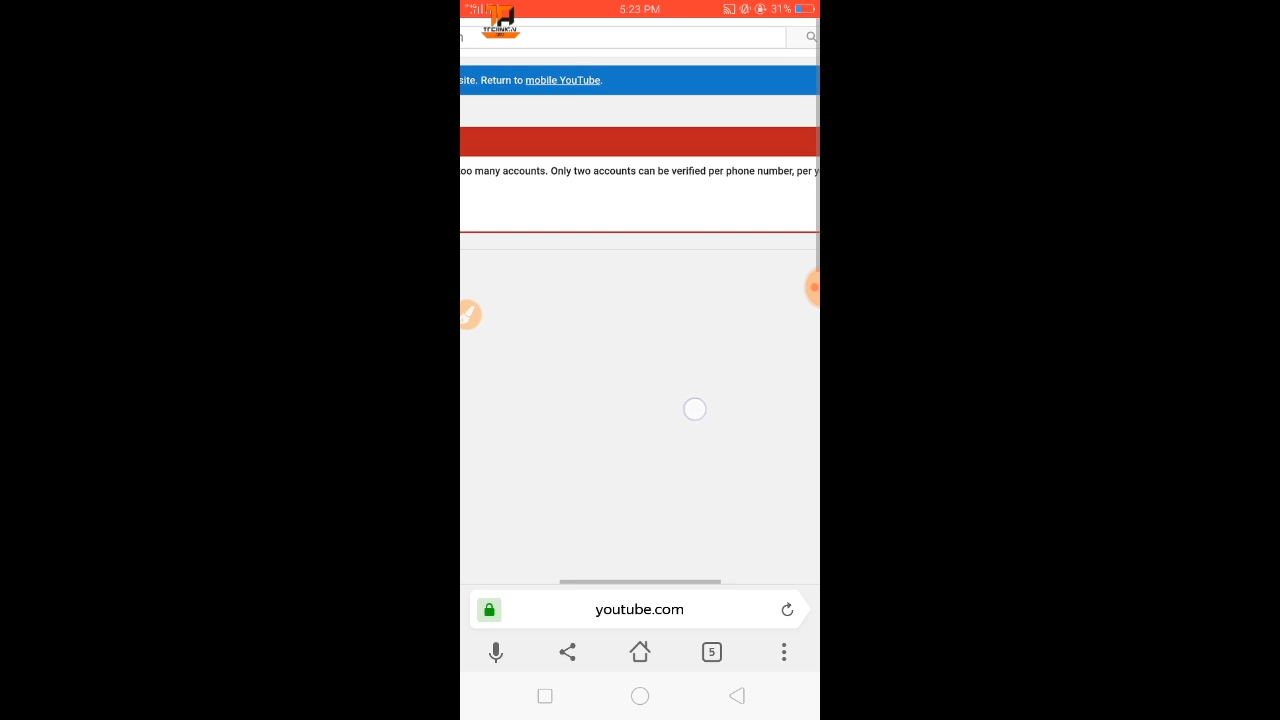 5:23 PM
31%
TECHNICAL
site. Return to mobile YouTube.
oo many accounts. Only two accounts can be verified per phone number, per y
youtube.com
5